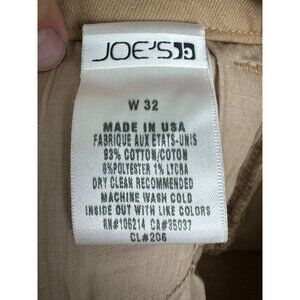 JOE'S
W 32
MADE IN USA
FABRIQUE AUX ETATS-UNIS
93% COTTON/COTON
6%POLYESTER 1% LYCRA
DRY CLEAN RECOMMENDED
MACHINE WASH COLD
INSIDE OUT WITH LIKE COLORS
RN#106214 CA#35037
CL#206